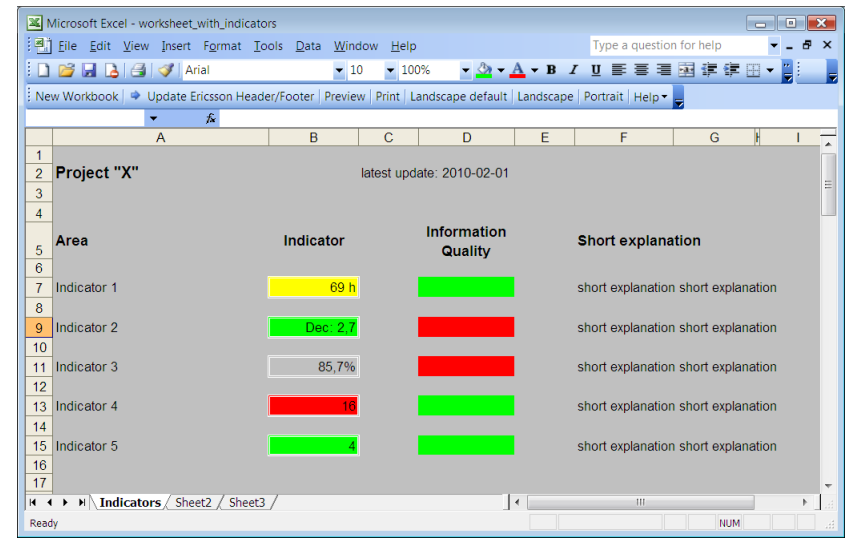 Microsoft Excel - worksheet_with_indicators
File Edit View Insert Format Tools Data Window Help Type a question for help
Arial 10 100% A B I U
New Workbook Update Ericsson Header/Footer Preview Print Landscape default Landscape Portrait Help
fx
A B C D E F G H I
1
2 Project "X" latest update: 2010-02-01
3
4
5 Area Indicator Information Quality Short explanation
6
7 Indicator 1 69 h short explanation short explanation
8
9 Indicator 2 Dec: 2,7 short explanation short explanation
10
11 Indicator 3 85,7% short explanation short explanation
12
13 Indicator 4 16 short explanation short explanation
14
15 Indicator 5 4 short explanation short explanation
16
17
Indicators Sheet2 Sheet3
Ready NUM